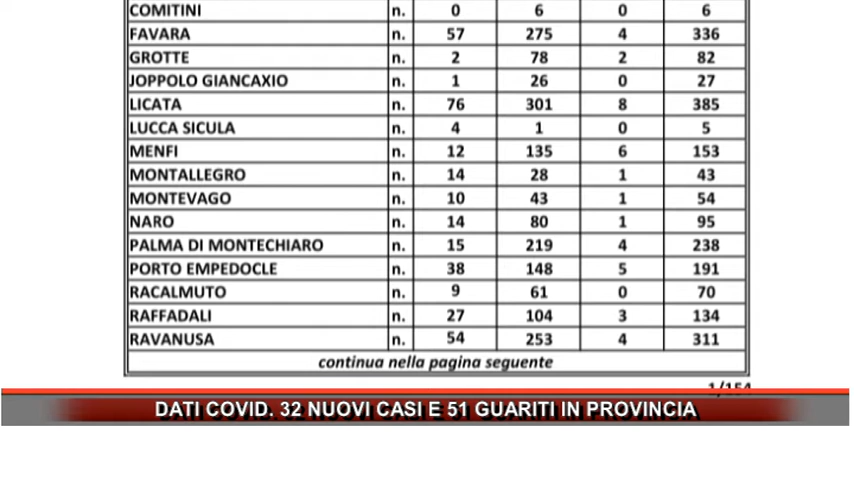 COMITINI n. 0 6 0 6
FAVARA n. 57 275 4 336
GROTTE n. 2 78 2 82
JOPPOLO GIANCAXIO n. 1 26 0 27
LICATA n. 76 301 8 385
LUCCA SICULA n. 4 1 0 5
MENFI n. 12 135 6 153
MONTALLEGRO n. 14 28 1 43
MONTEVAGO n. 10 43 1 54
NARO n. 14 80 1 95
PALMA DI MONTECHIARO n. 15 219 4 238
PORTO EMPEDOCLE n. 38 148 5 191
RACALMUTO n. 9 61 0 70
RAFFADALI n. 27 104 3 134
RAVANUSA n. 54 253 4 311
continua nella pagina seguente
1/154
DATI COVID. 32 NUOVI CASI E 51 GUARITI IN PROVINCIA